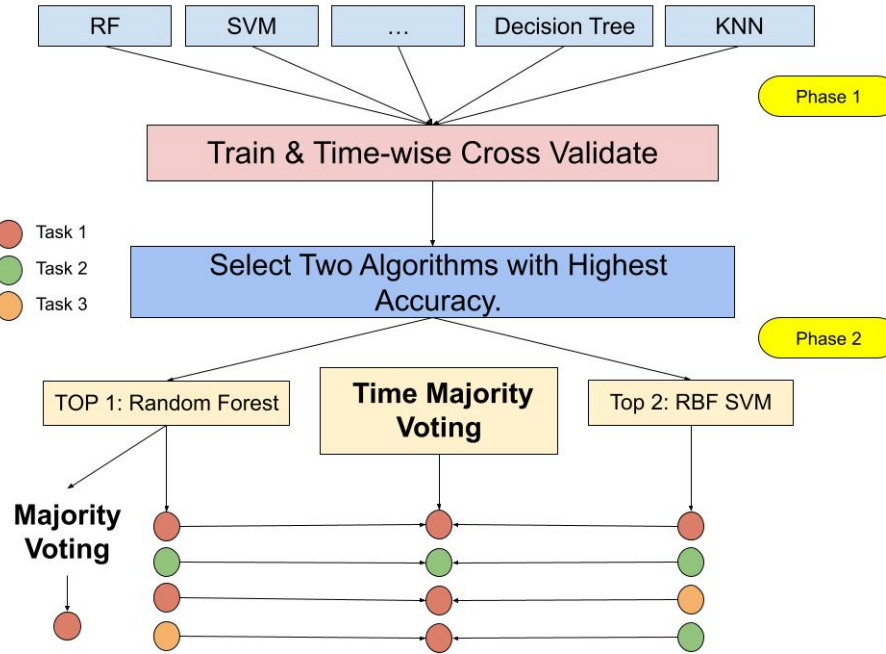 RF
SVM
...
Decision Tree
KNN
Phase 1
Train & Time-wise Cross Validate
Task 1
Task 2
Task 3
Select Two Algorithms with Highest
Accuracy.
Phase 2
TOP 1: Random Forest
Time Majority
Voting
Top 2: RBF SVM
Majority
Voting